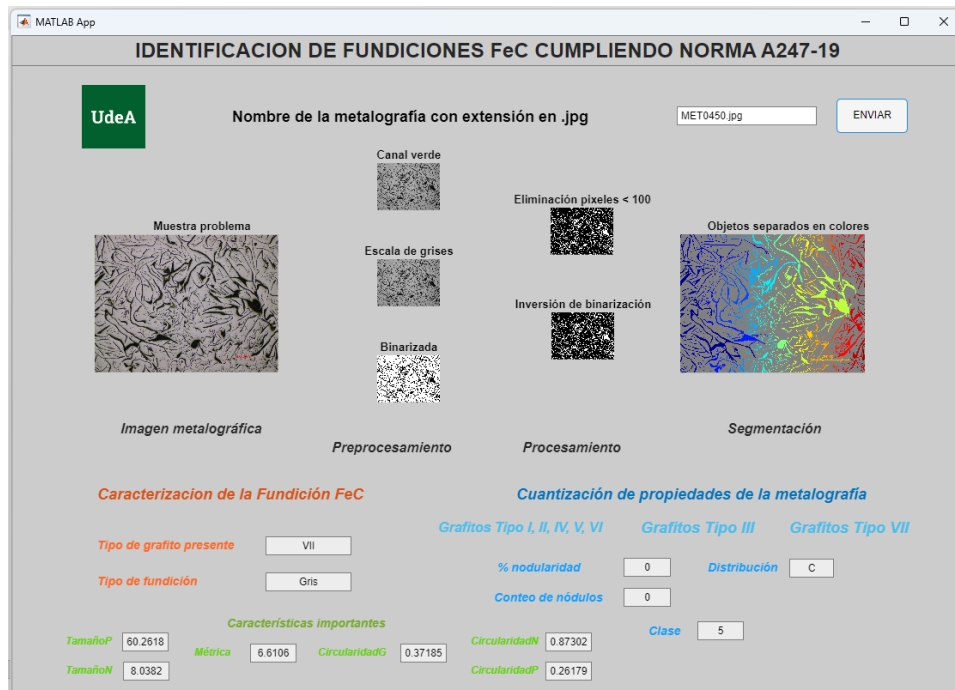 MATLAB App
IDENTIFICACION DE FUNDICIONES FeC CUMPLIENDO NORMA A247-19
UdeA
Nombre de la metalografía con extensión en .jpg
MET0450.jpg
ENVIAR
Canal verde
Eliminación pixeles < 100
Muestra problema
Objetos separados en colores
Escala de grises
Inversión de binarización
Binarizada
Imagen metalográfica
Segmentación
Preprocesamiento
Procesamiento
Caracterizacion de la Fundición FeC
Cuantización de propiedades de la metalografía
Grafitos Tipo I, II, IV, V, VI
Grafitos Tipo III
Grafitos Tipo VII
Tipo de grafito presente
VII
% nodularidad
0
Distribución
C
Tipo de fundición
Gris
Conteo de nódulos
0
Características importantes
Clase
5
TamañoP
60.2618
Métrica
6.6106
CircularidadG
0.37185
CircularidadN
0.87302
TamañoN
8.0382
CircularidadP
0.26179